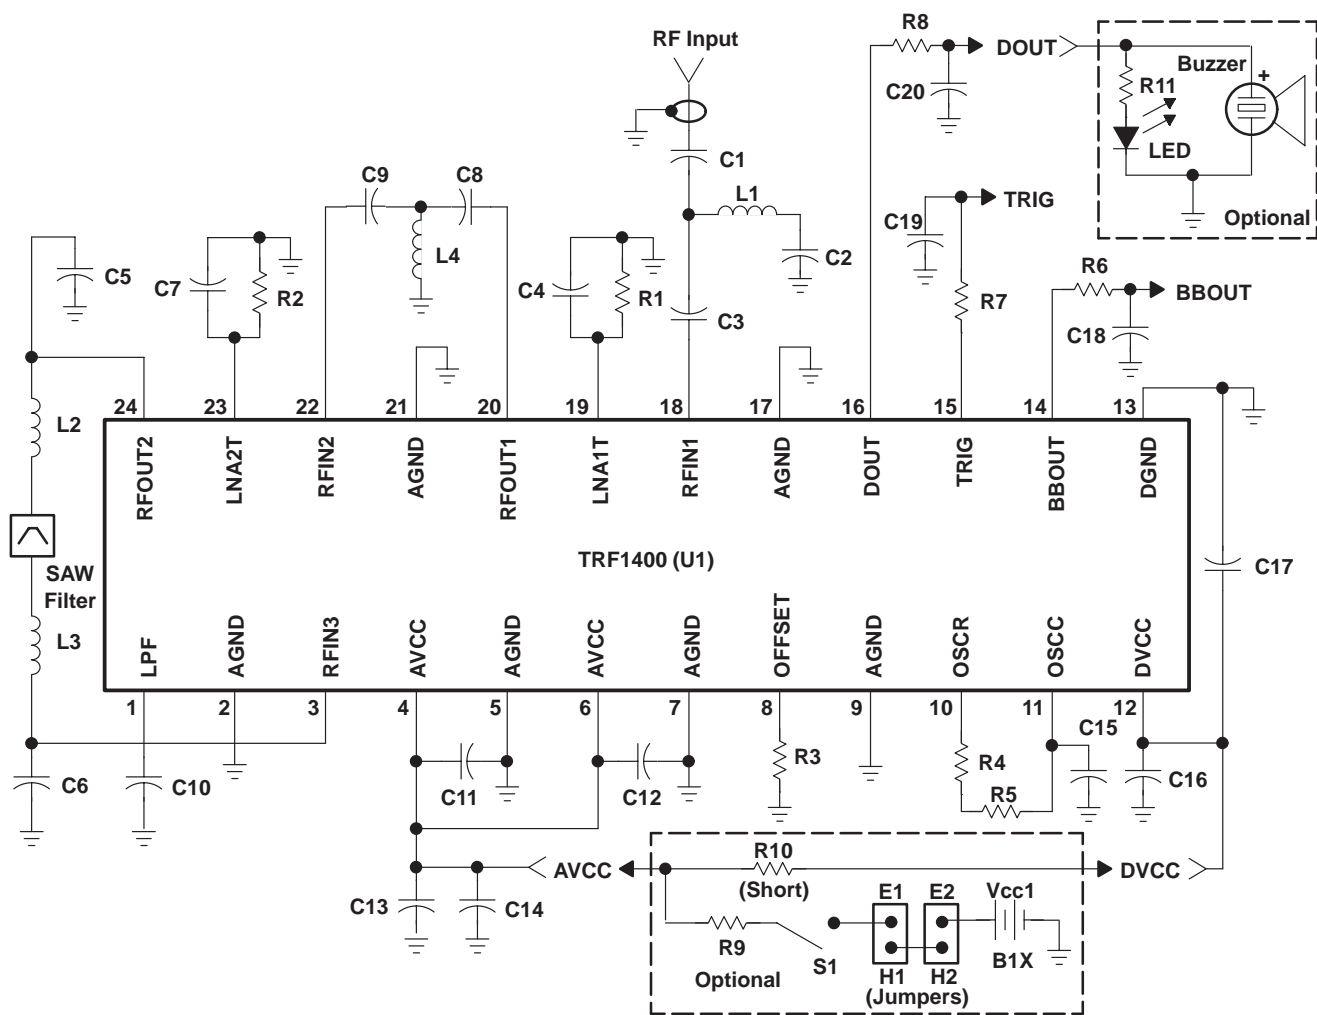 R8
RF Input
DOUT
Buzzer
+
R11
C20
LED
C1
C9
C8
L1
TRIG
C19
Optional
L4
C2
C5
C7
R2
C4
R1
C3
R7
R6
BBOUT
C18
24
23
22
21
20
19
18
17
16
15
14
13
L2
RFOUT2
LNA2T
RFIN2
AGND
RFOUT1
LNA1T
RFIN1
AGND
DOUT
TRIG
BBOUT
DGND
TRF1400 (U1)
C17
SAW
Filter
L3
LPF
AGND
RFIN3
AVCC
AGND
AVCC
AGND
OFFSET
AGND
OSCR
OSCC
DVCC
1
2
3
4
5
6
7
8
9
10
11
12
C15
C6
C10
C11
C12
R3
R4
R5
C16
R10
(Short)
AVCC
DVCC
C13
C14
E1
E2
Vcc1
R9
S1
B1X
Optional
H1
H2
(Jumpers)